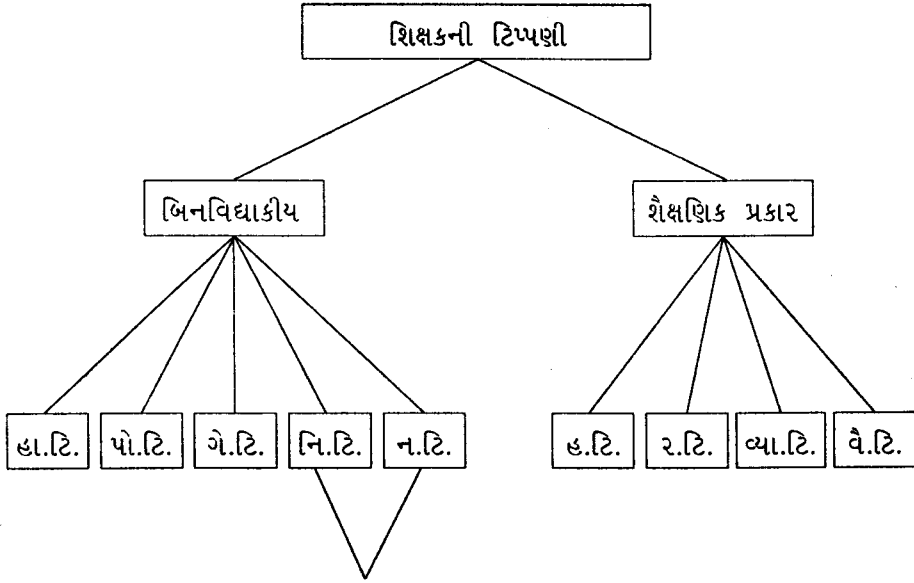 શિક્ષકની ટિપ્પણી
બિનવિદ્યાકીય
શૈક્ષણિક પ્રકાર
હા.ટિ.
પો.ટિ.
ગે.ટિ.
નિ.ટિ.
ન.ટિ.
હ.ટિ.
ર.ટિ.
વ્યા.ટિ.
વૈ.ટિ.